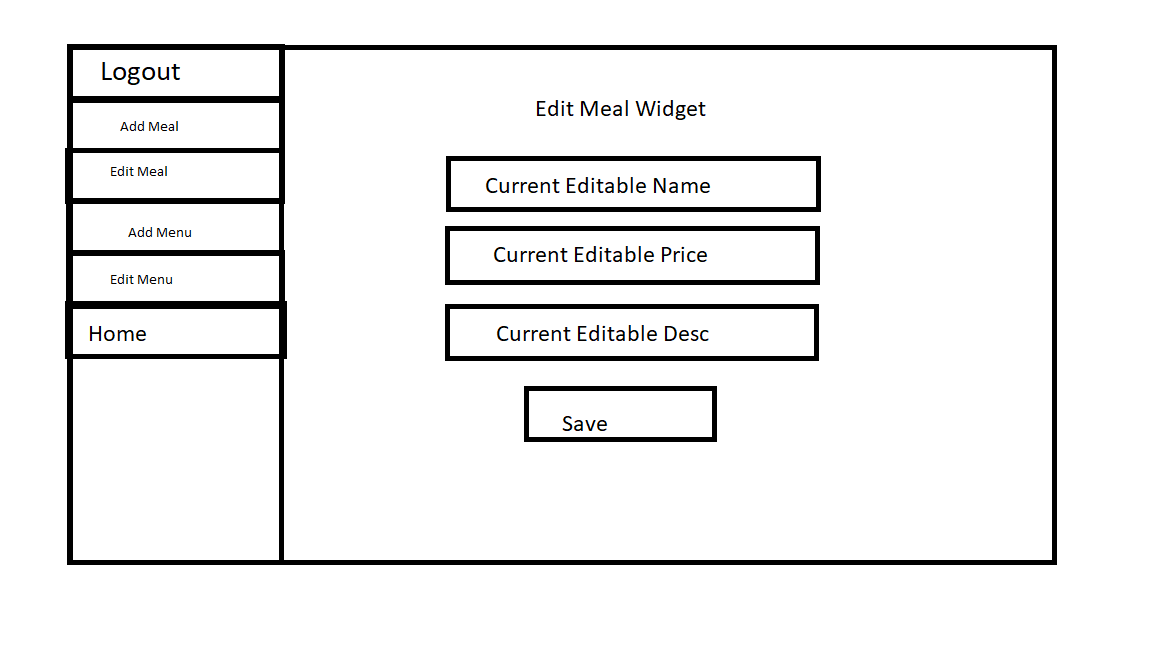 Logout
Add Meal
Edit Meal
Add Menu
Edit Menu
Home
Edit Meal Widget
Current Editable Name
Current Editable Price
Current Editable Desc
Save